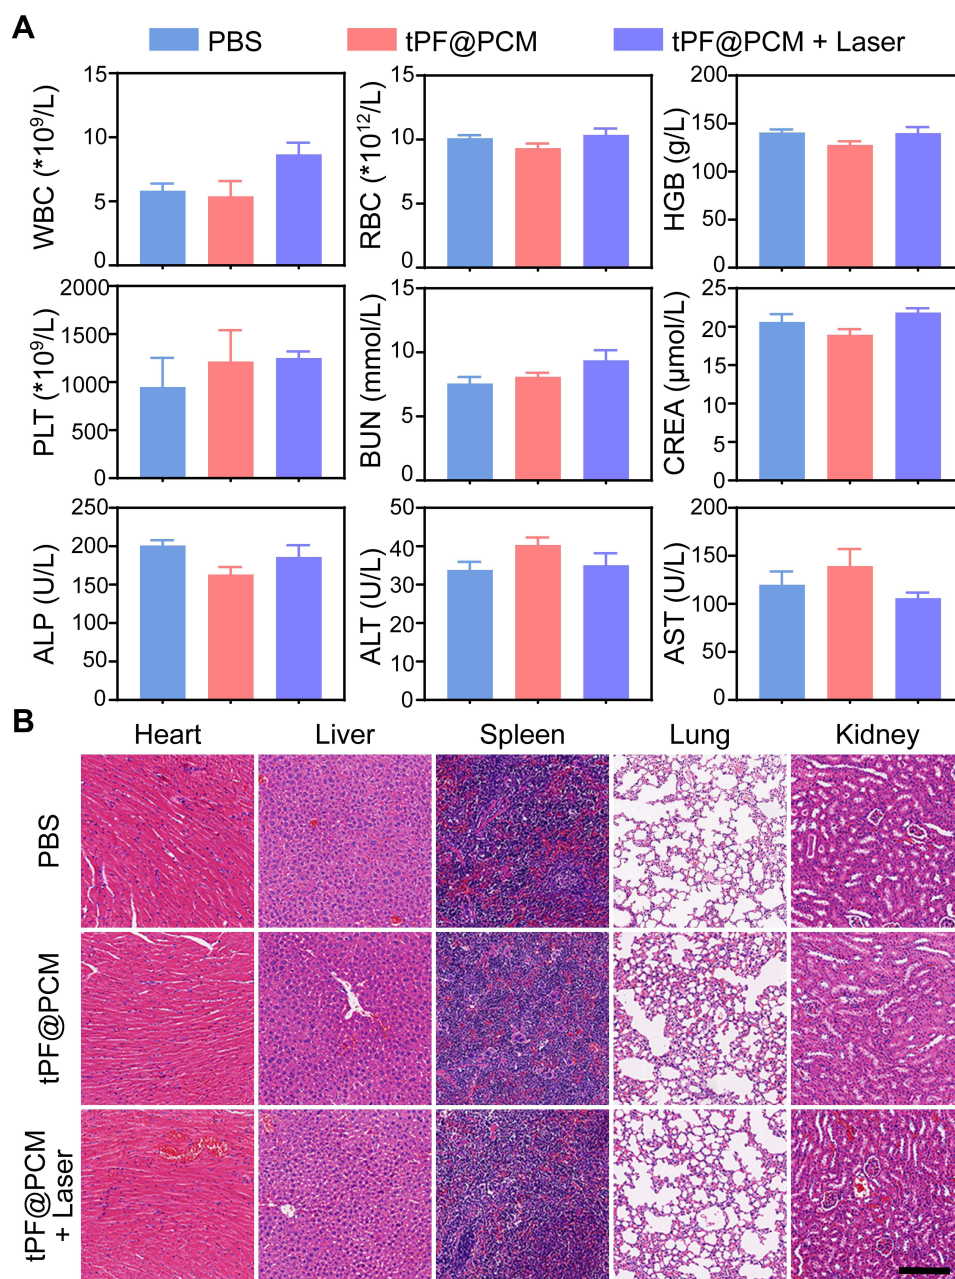 A
PBS tPF@PCM tPF@PCM + Laser
WBC (*10⁹/L)
15
10
5
0
RBC (*10¹²/L)
15
10
5
0
HGB (g/L)
200
150
100
50
0
PLT (*10⁹/L)
2000
1500
1000
500
0
BUN (mmol/L)
15
10
5
0
CREA (µmol/L)
25
20
15
10
5
0
ALP (U/L)
250
200
150
100
50
0
ALT (U/L)
50
40
30
20
10
0
AST (U/L)
200
150
100
50
0
B
Heart Liver Spleen Lung Kidney
PBS
tPF@PCM
tPF@PCM
+ Laser